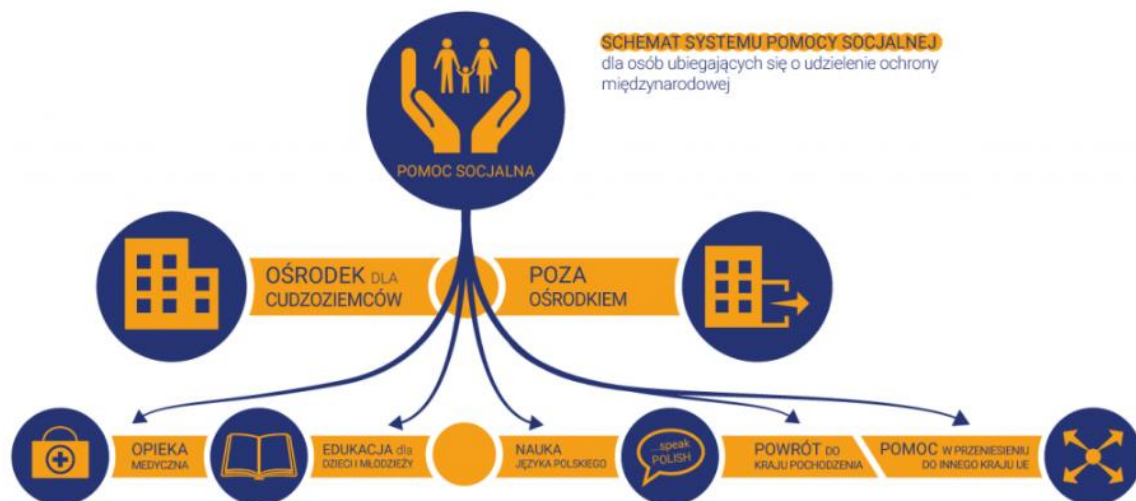 SCHEMAT SYSTEMU POMOCY SOCJALNEJ
dla osób ubiegających się o udzielenie ochrony
międzynarodowej
POMOC SOCJALNA
OŚRODEK DLA
CUDZOZIEMCÓW
POZA
OŚRODKIEM
OPIEKA
MEDYCZNA
EDUKACJA dla
DZIECI I MŁODZIEŻY
NAUKA
JĘZYKA POLSKIEGO
...speak
POLISH
POWRÓT DO
KRAJU POCHODZENIA
POMOC W PRZENIESIENIU
DO INNEGO KRAJU UE